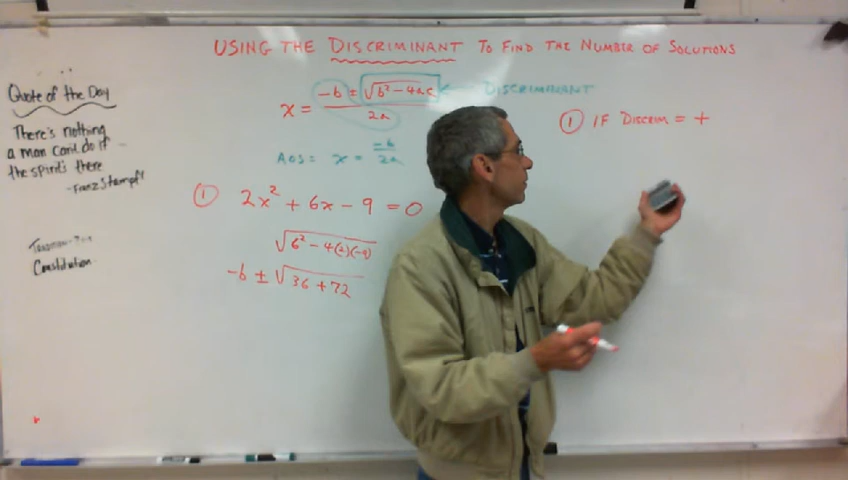 USING THE DISCRIMINANT TO FIND THE NUMBER OF SOLUTIONS
Quote of the Day
There's nothing
a man can't do if
the spirit's there
-Franz Stampfl
Constitution
x = (-b ± √(b² - 4ac)) / 2a
DISCRIMINANT
AOS = x = -b / 2a
① 2x² + 6x - 9 = 0
√(6² - 4(2)(-9))
-6 ± √(36 + 72)
① IF DISCRIM = +